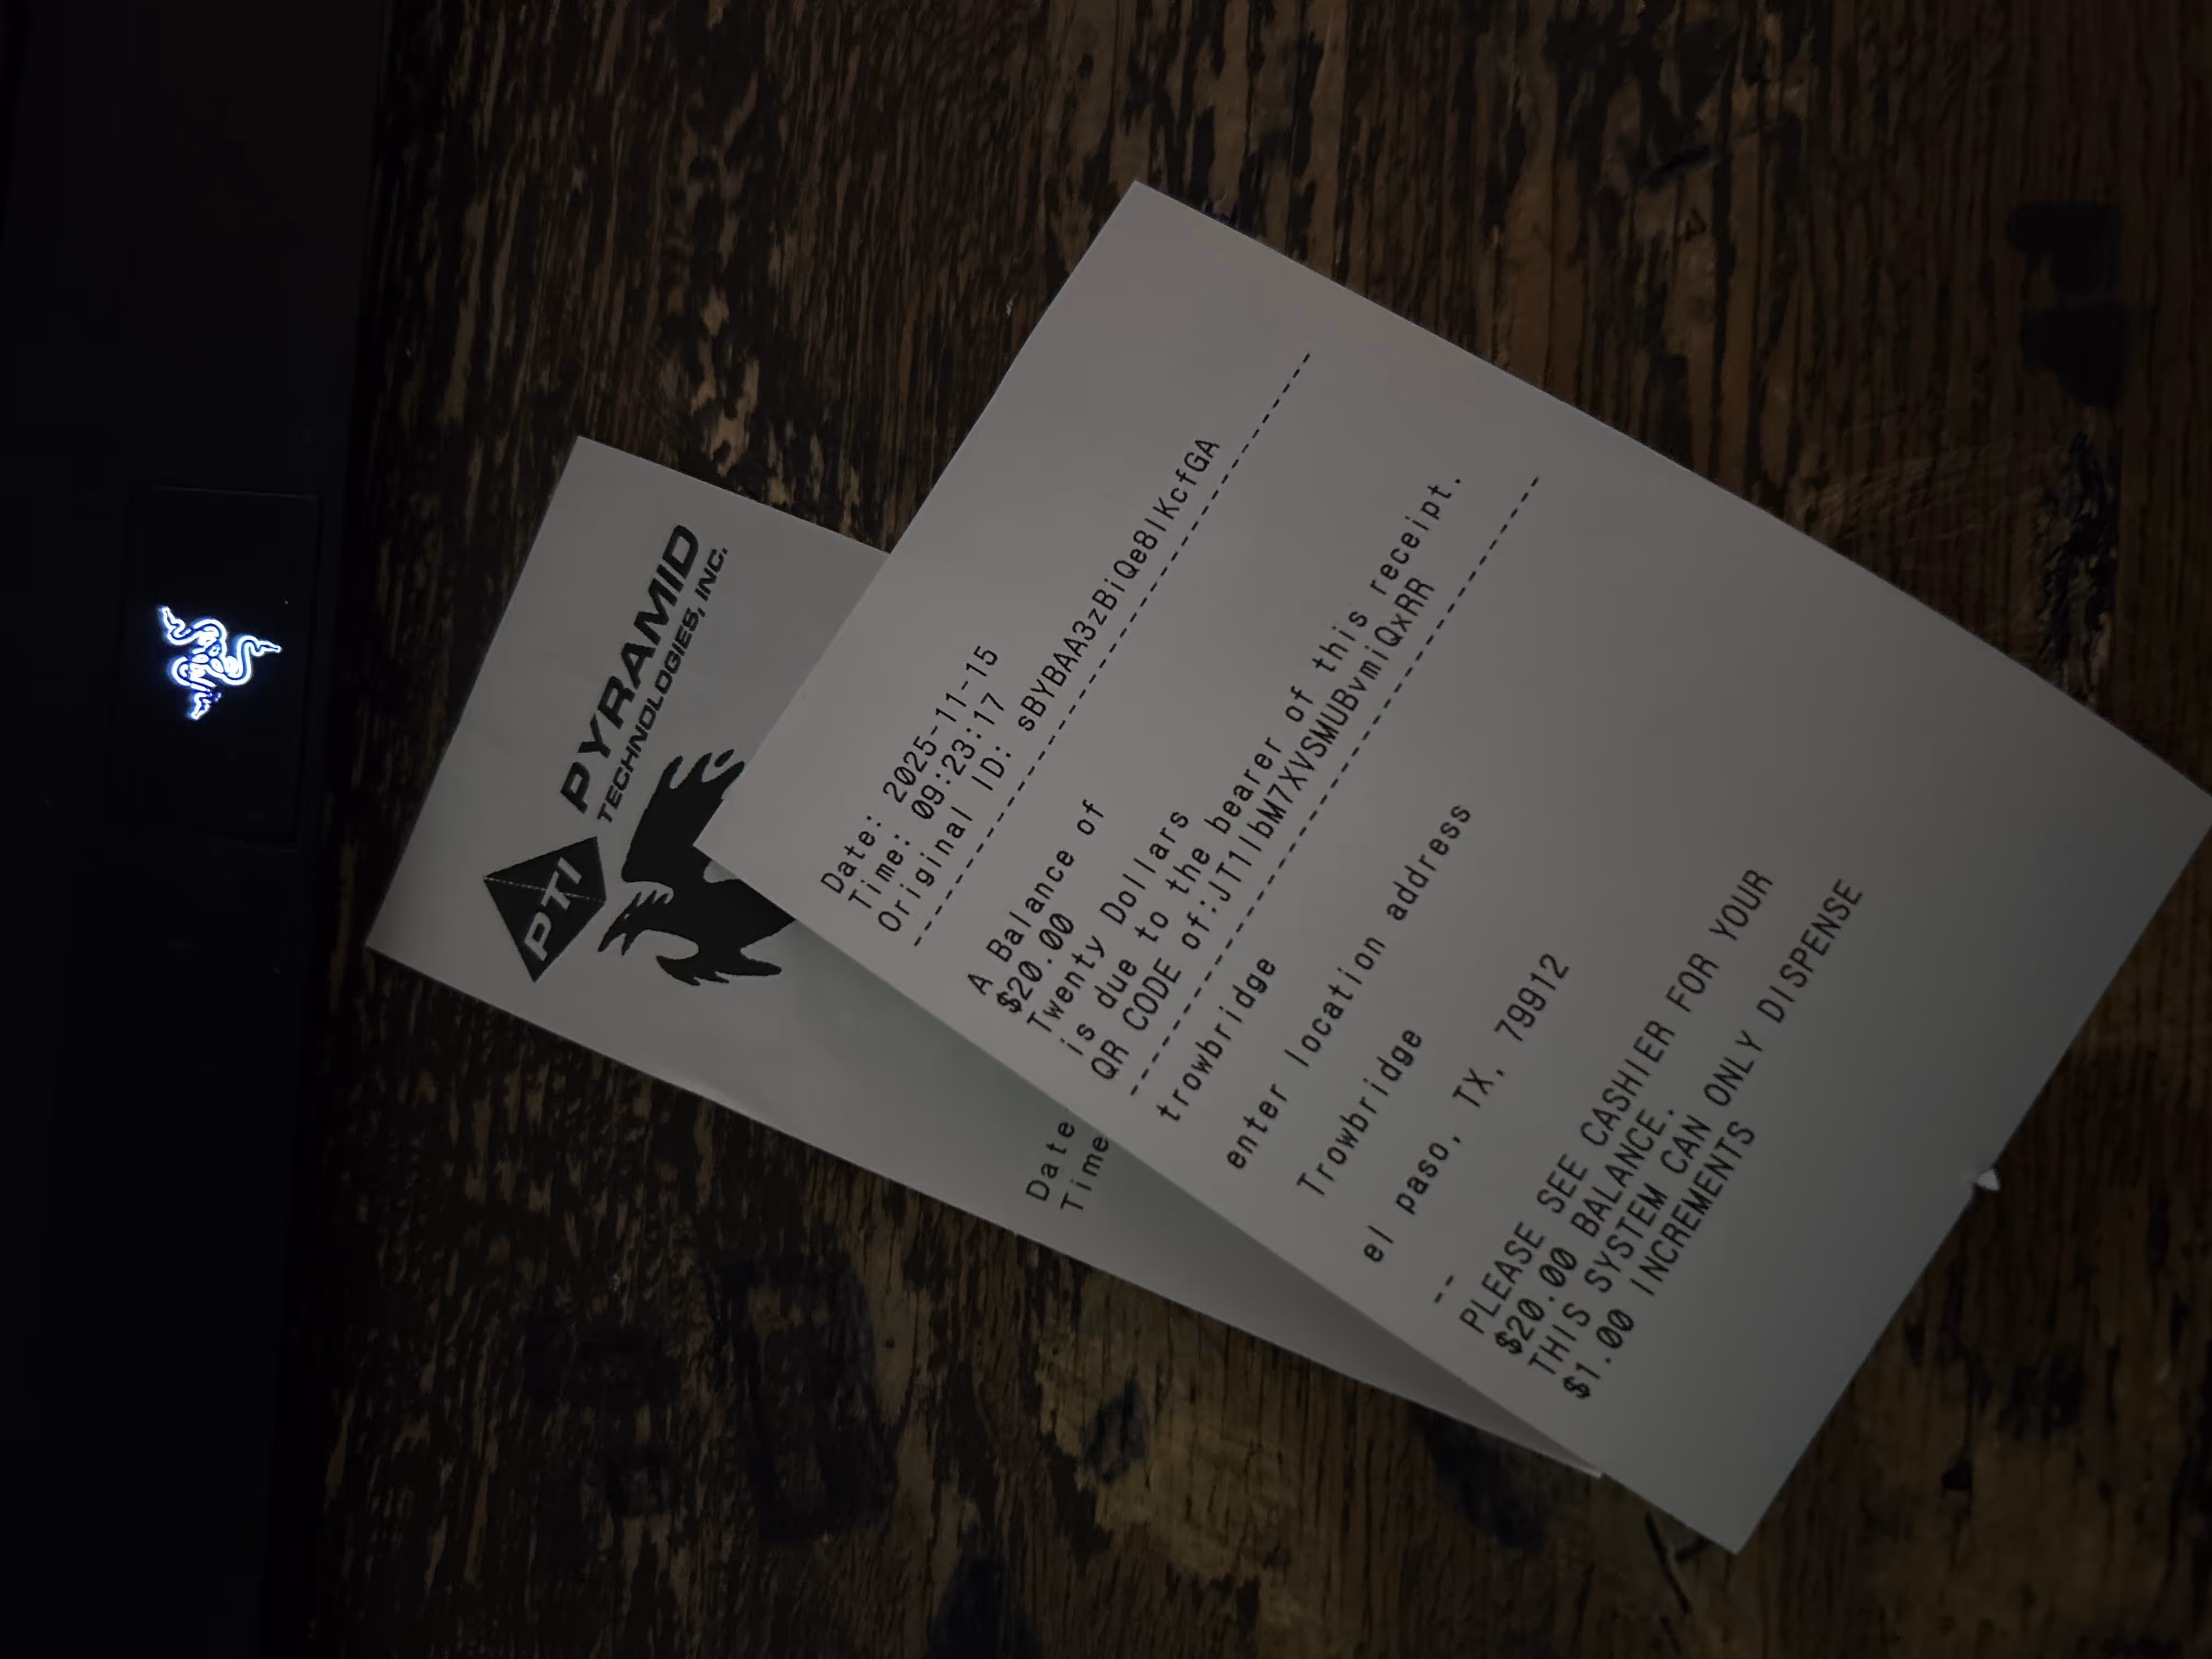 PYRAMID
TECHNOLOGIES, INC.
PTI
Date
Time
Date: 2025-11-15
Time: 09:23:17
Original ID: sBYBAA3zBiQe8IKcfGA
--------------------------------
A Balance of
$20.00
Twenty Dollars
is due to the bearer of this receipt.
QR CODE of:JT1IbM7XVSMUBvmiQxRR
--------------------------------
trowbridge
enter location address
Trowbridge
el paso, TX, 79912
--
PLEASE SEE CASHIER FOR YOUR
$20.00 BALANCE.
THIS SYSTEM CAN ONLY DISPENSE
$1.00 INCREMENTS